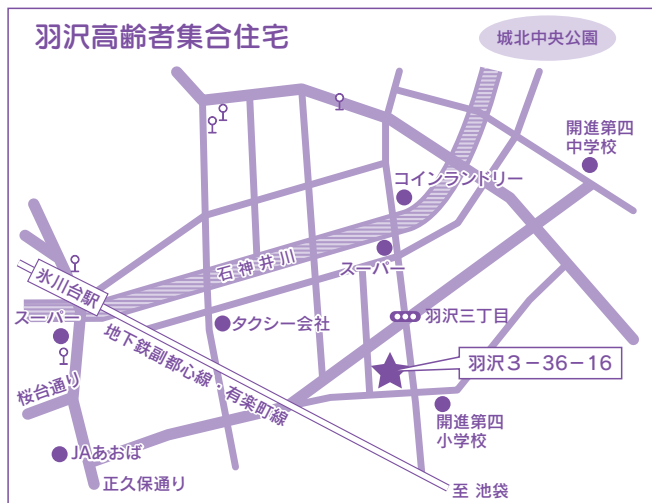 羽沢高齢者集合住宅
城北中央公園
開進第四
中学校
コインランドリー
石神井川
スーパー
氷川台駅
スーパー
タクシー会社
羽沢三丁目
地下鉄副都心線・有楽町線
羽沢3−36−16
桜台通り
開進第四
小学校
JAあおば
正久保通り
至 池袋